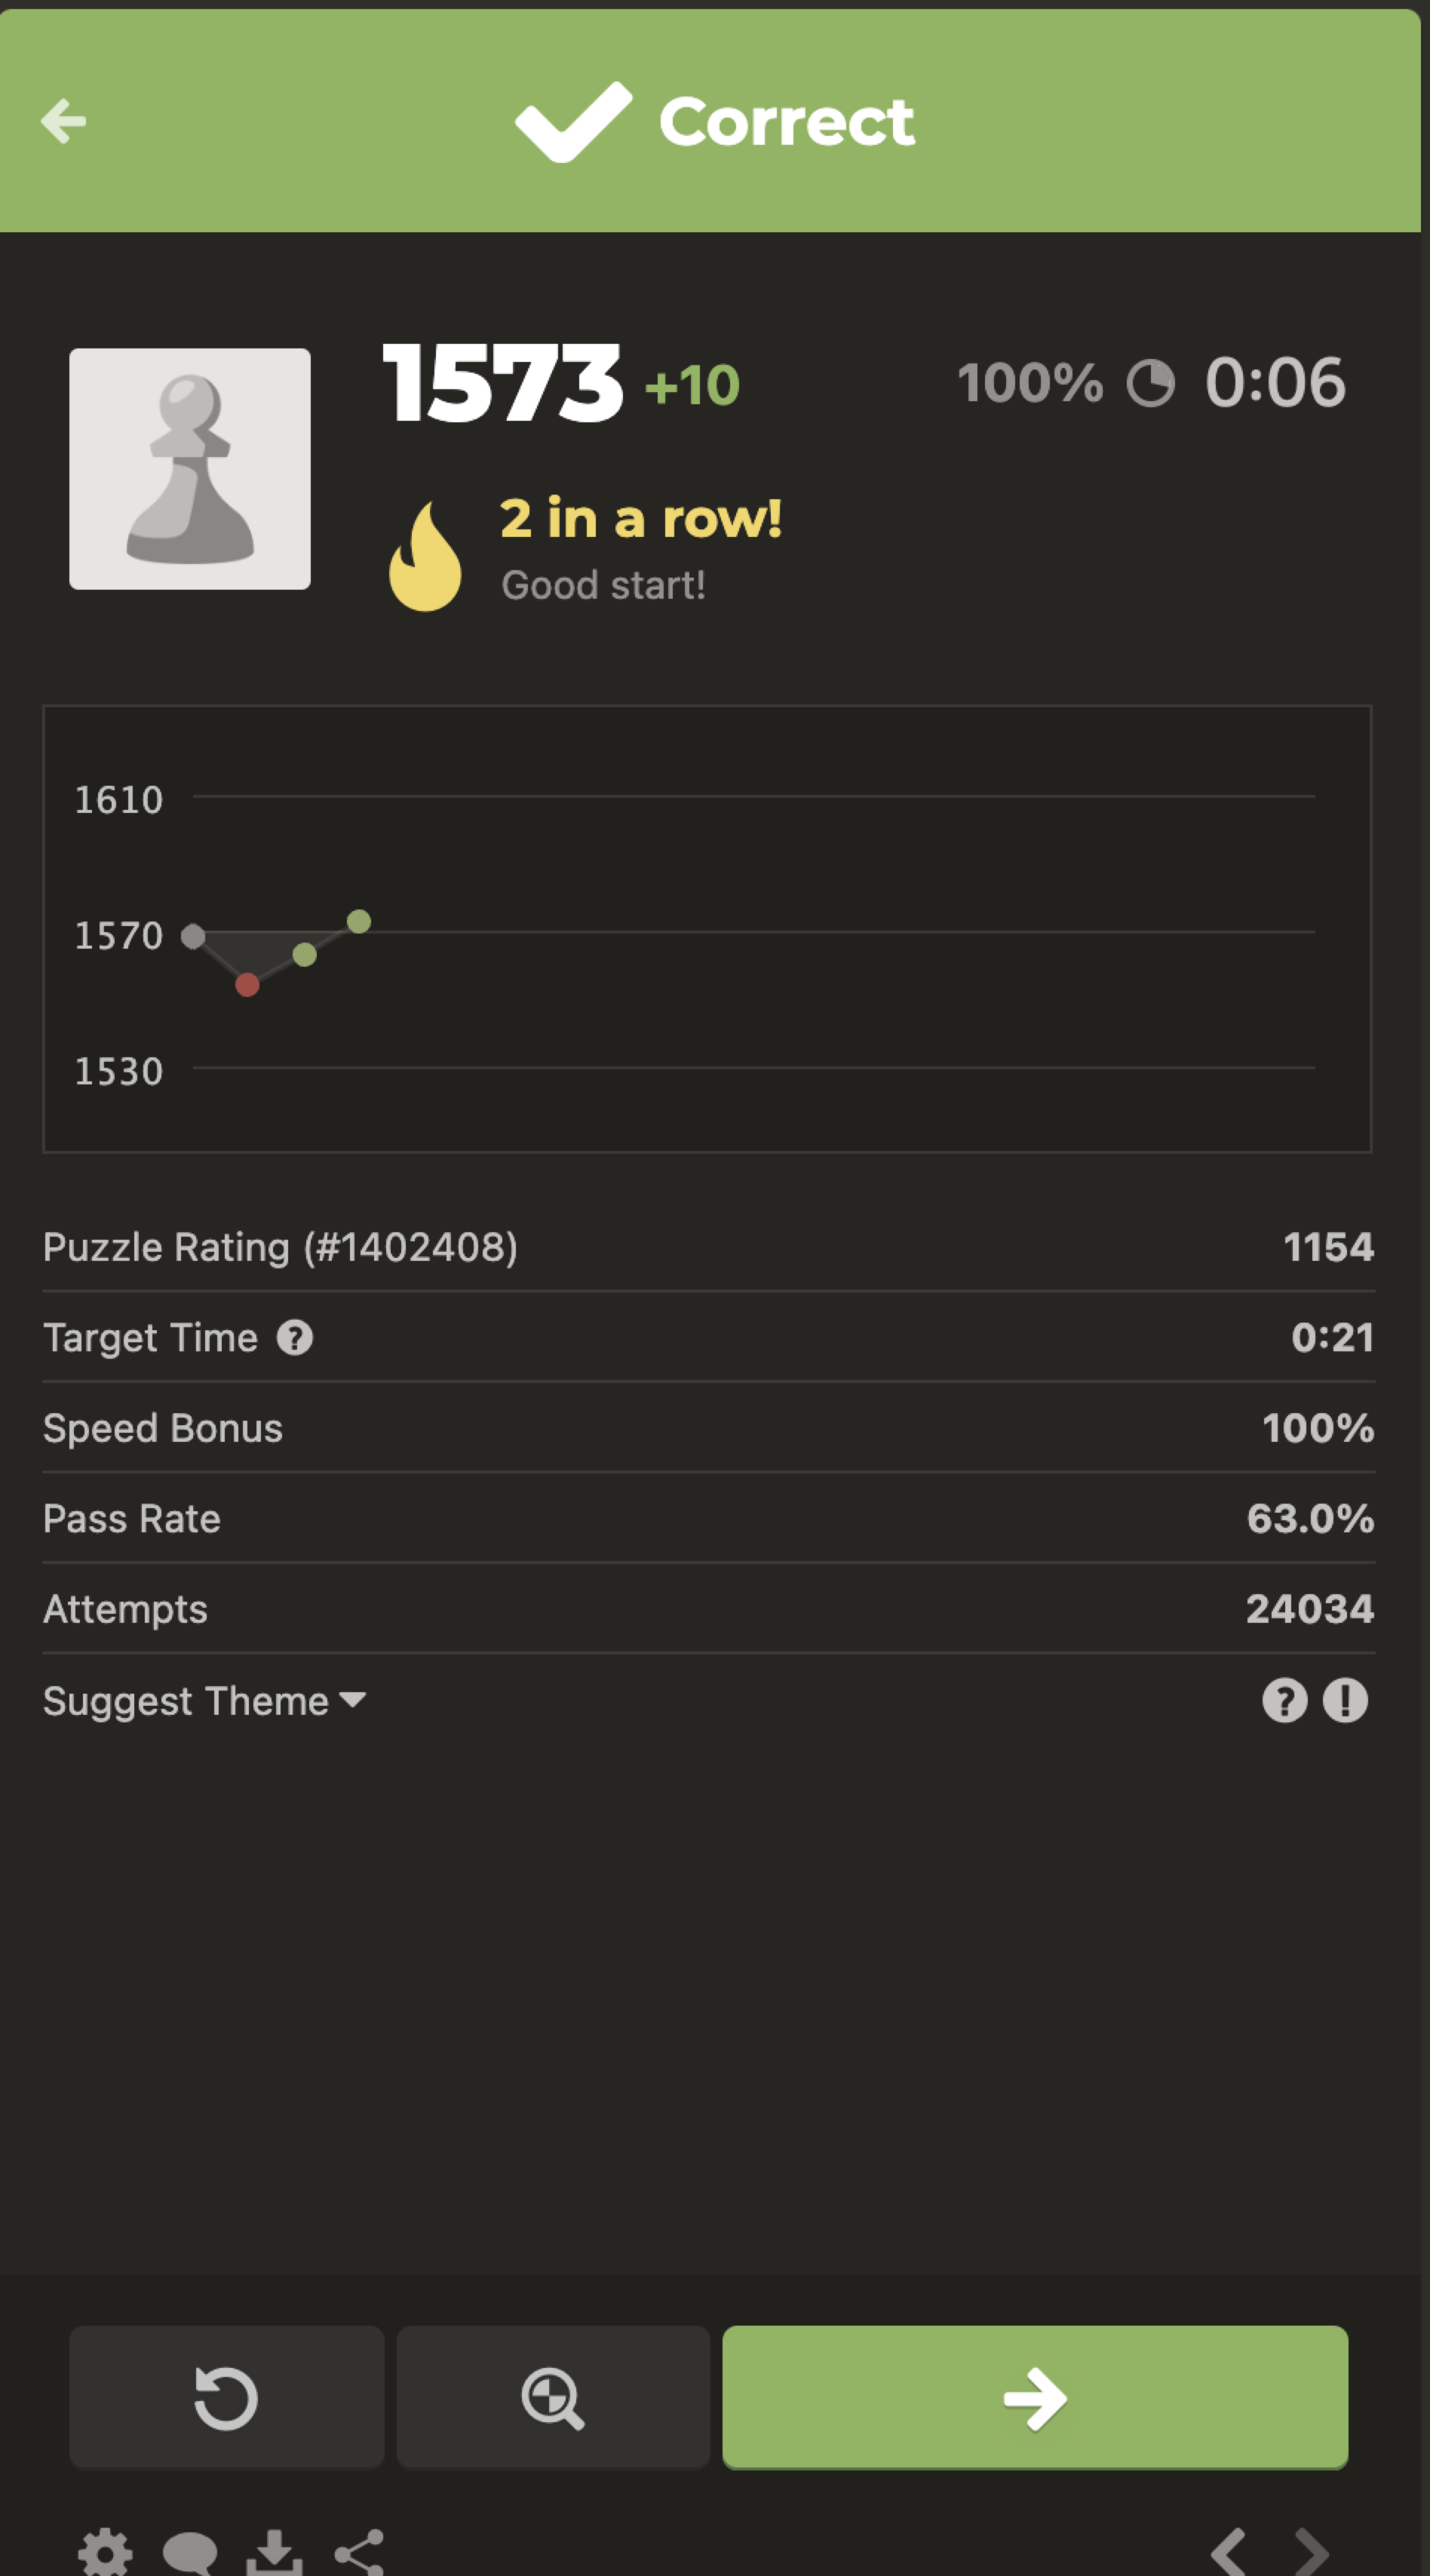 Correct
1573 +10 100% 0:06
2 in a row!
Good start!
1610
1570
1530
Puzzle Rating (#1402408) 1154
Target Time ? 0:21
Speed Bonus 100%
Pass Rate 63.0%
Attempts 24034
Suggest Theme ? !